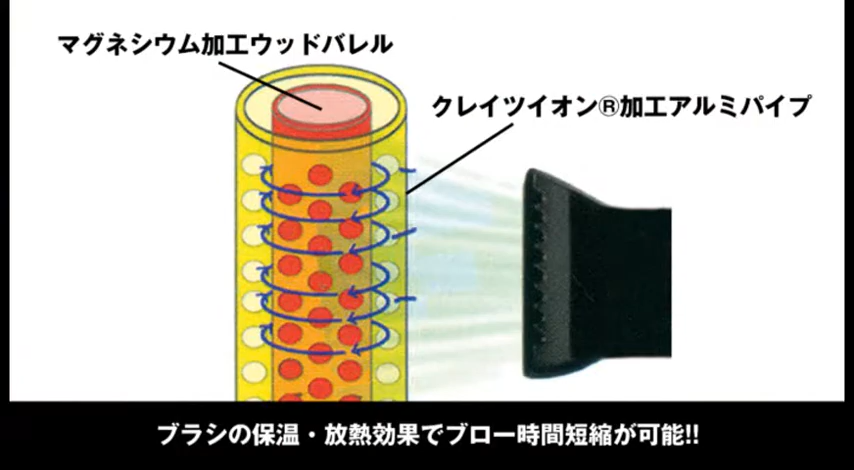 マグネシウム加工ウッドバレル
クレイツイオン®加工アルミパイプ
ブラシの保温・放熱効果でブロー時間短縮が可能!!